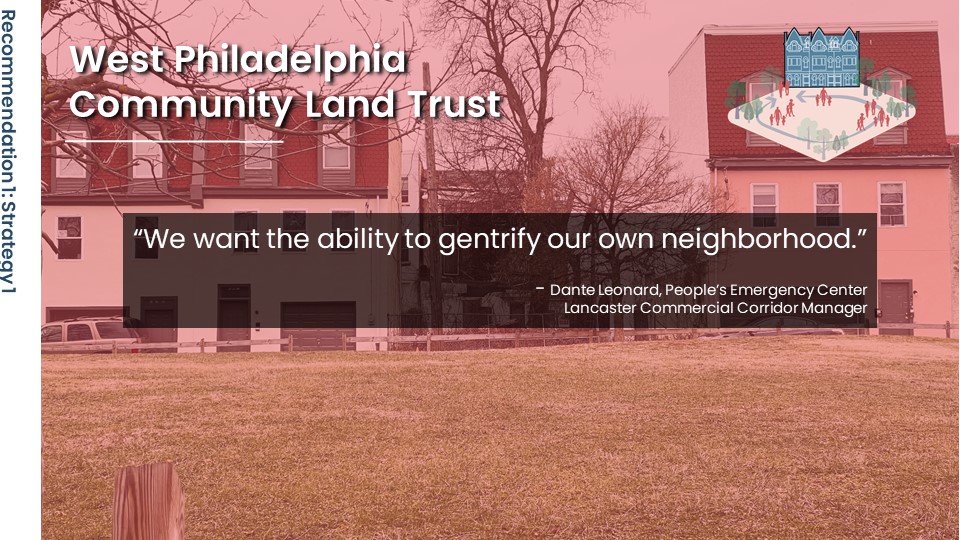 Recommendation 1: Strategy 1
West Philadelphia
Community Land Trust
“We want the ability to gentrify our own neighborhood.”
– Dante Leonard, People’s Emergency Center
Lancaster Commercial Corridor Manager